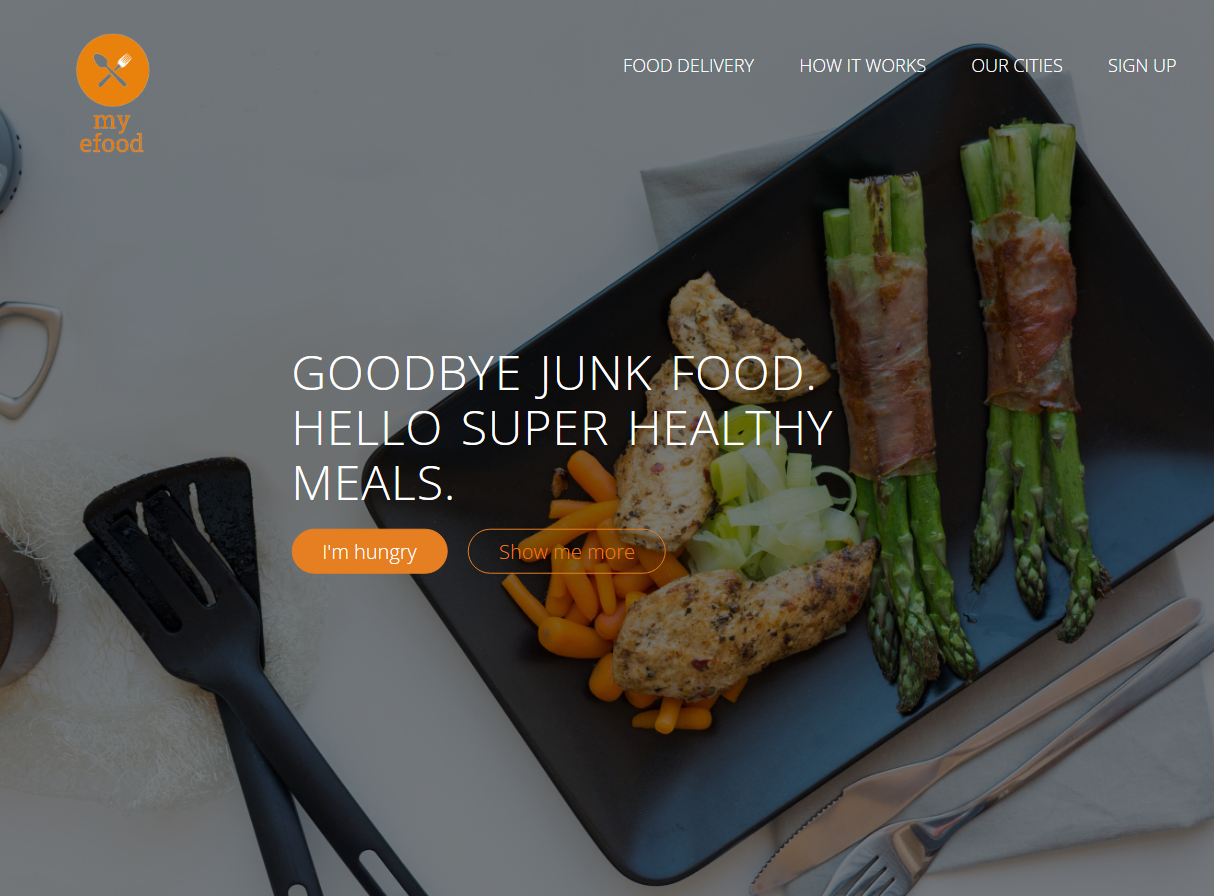 my
efood
FOOD DELIVERY
HOW IT WORKS
OUR CITIES
SIGN UP
GOODBYE JUNK FOOD.
HELLO SUPER HEALTHY
MEALS.
I'm hungry
Show me more